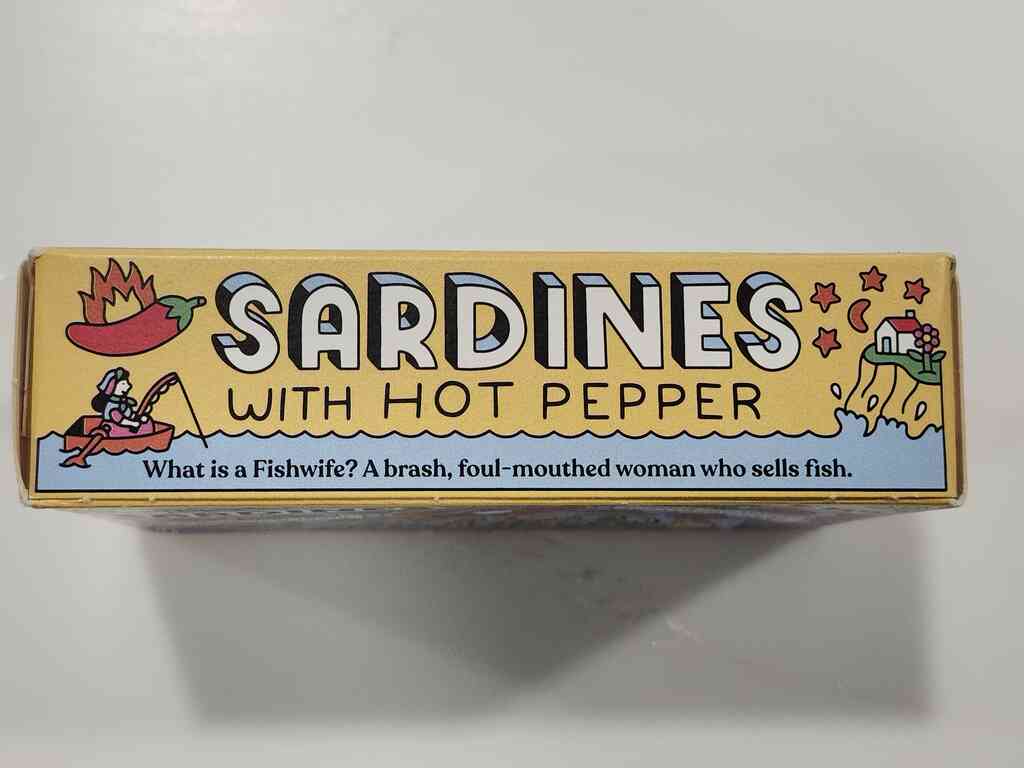 SARDINES
WITH HOT PEPPER
What is a Fishwife? A brash, foul-mouthed woman who sells fish.